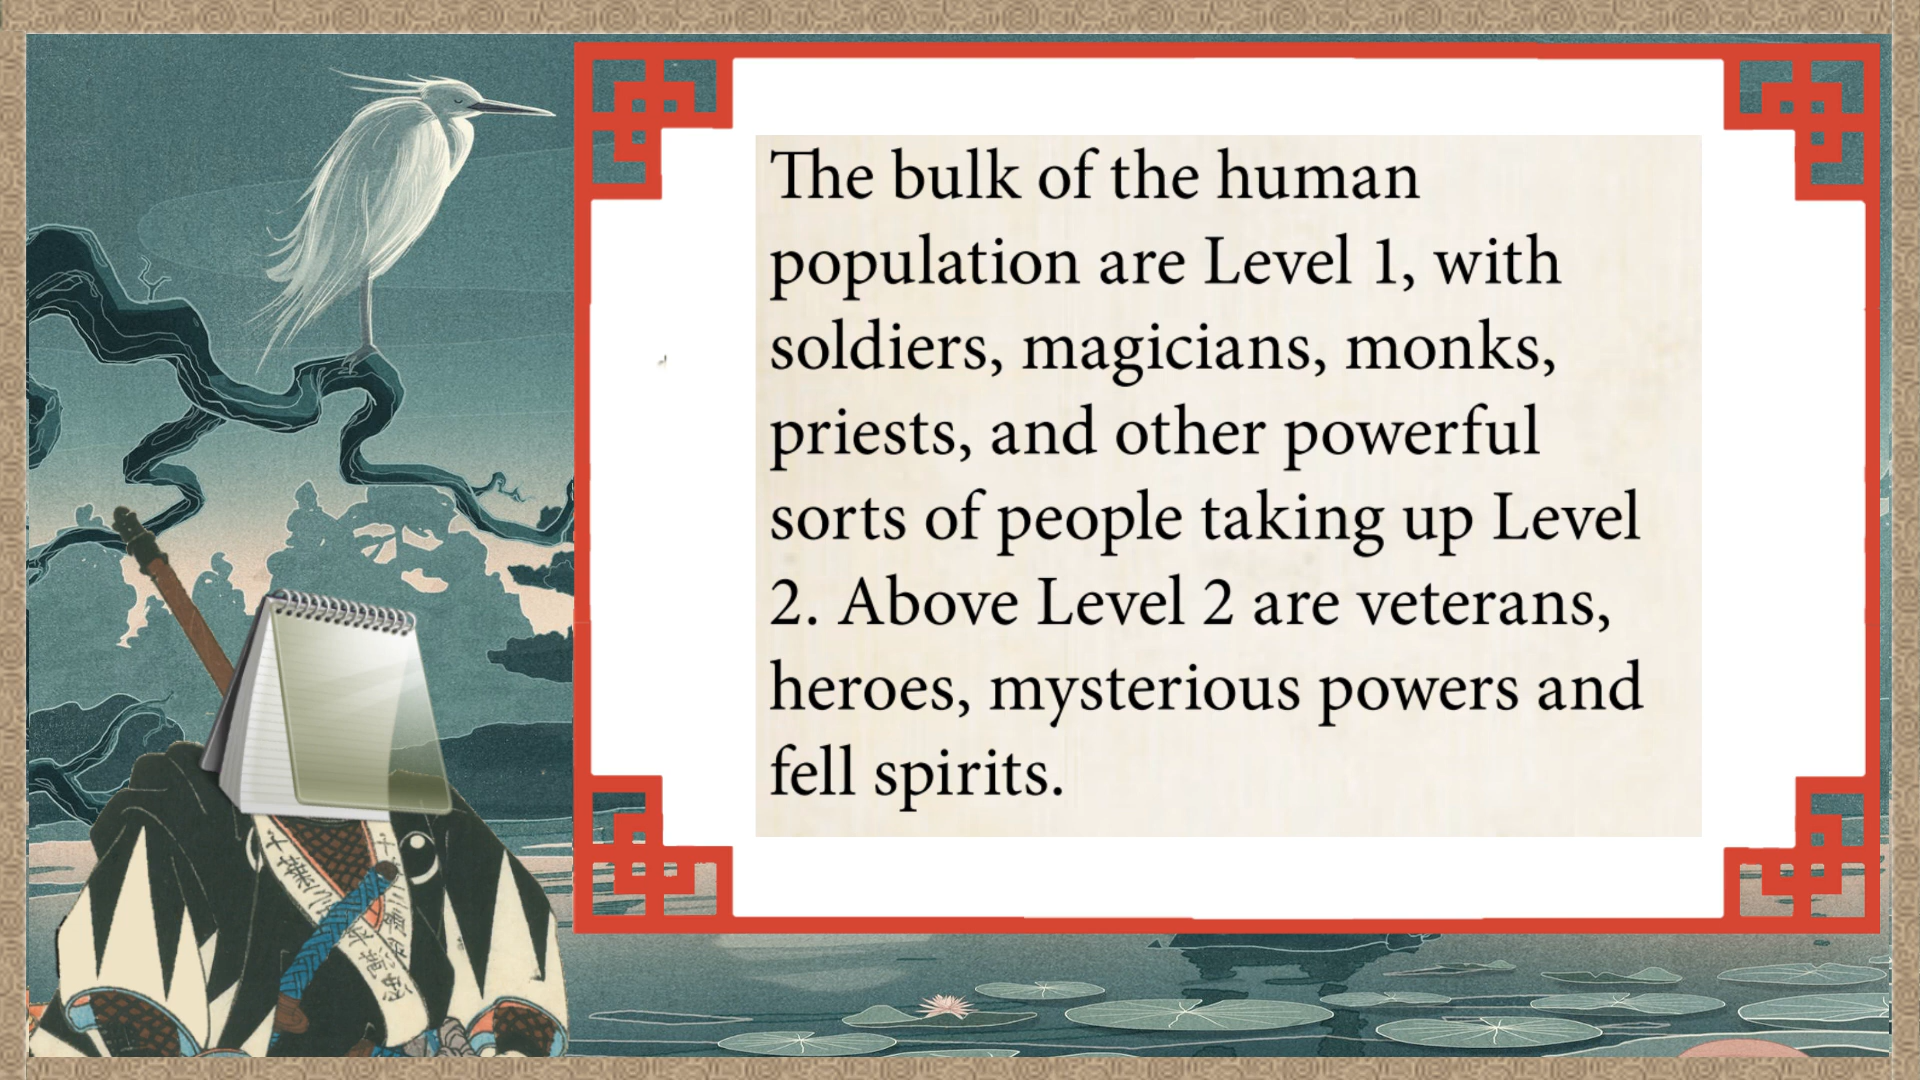 The bulk of the human
population are Level 1, with
soldiers, magicians, monks,
priests, and other powerful
sorts of people taking up Level
2. Above Level 2 are veterans,
heroes, mysterious powers and
fell spirits.